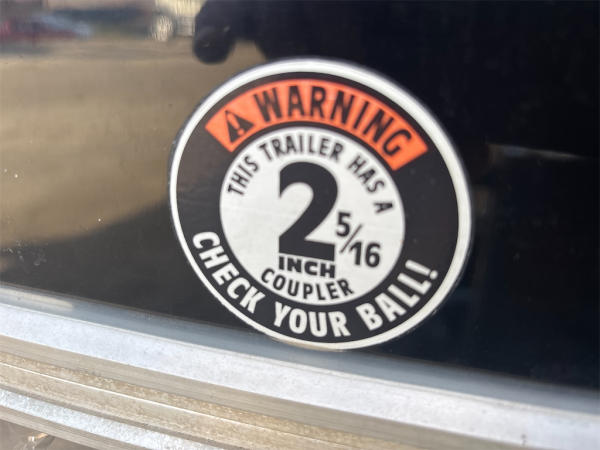 WARNING
THIS TRAILER HAS A
2 5/16
INCH
COUPLER
CHECK YOUR BALL!